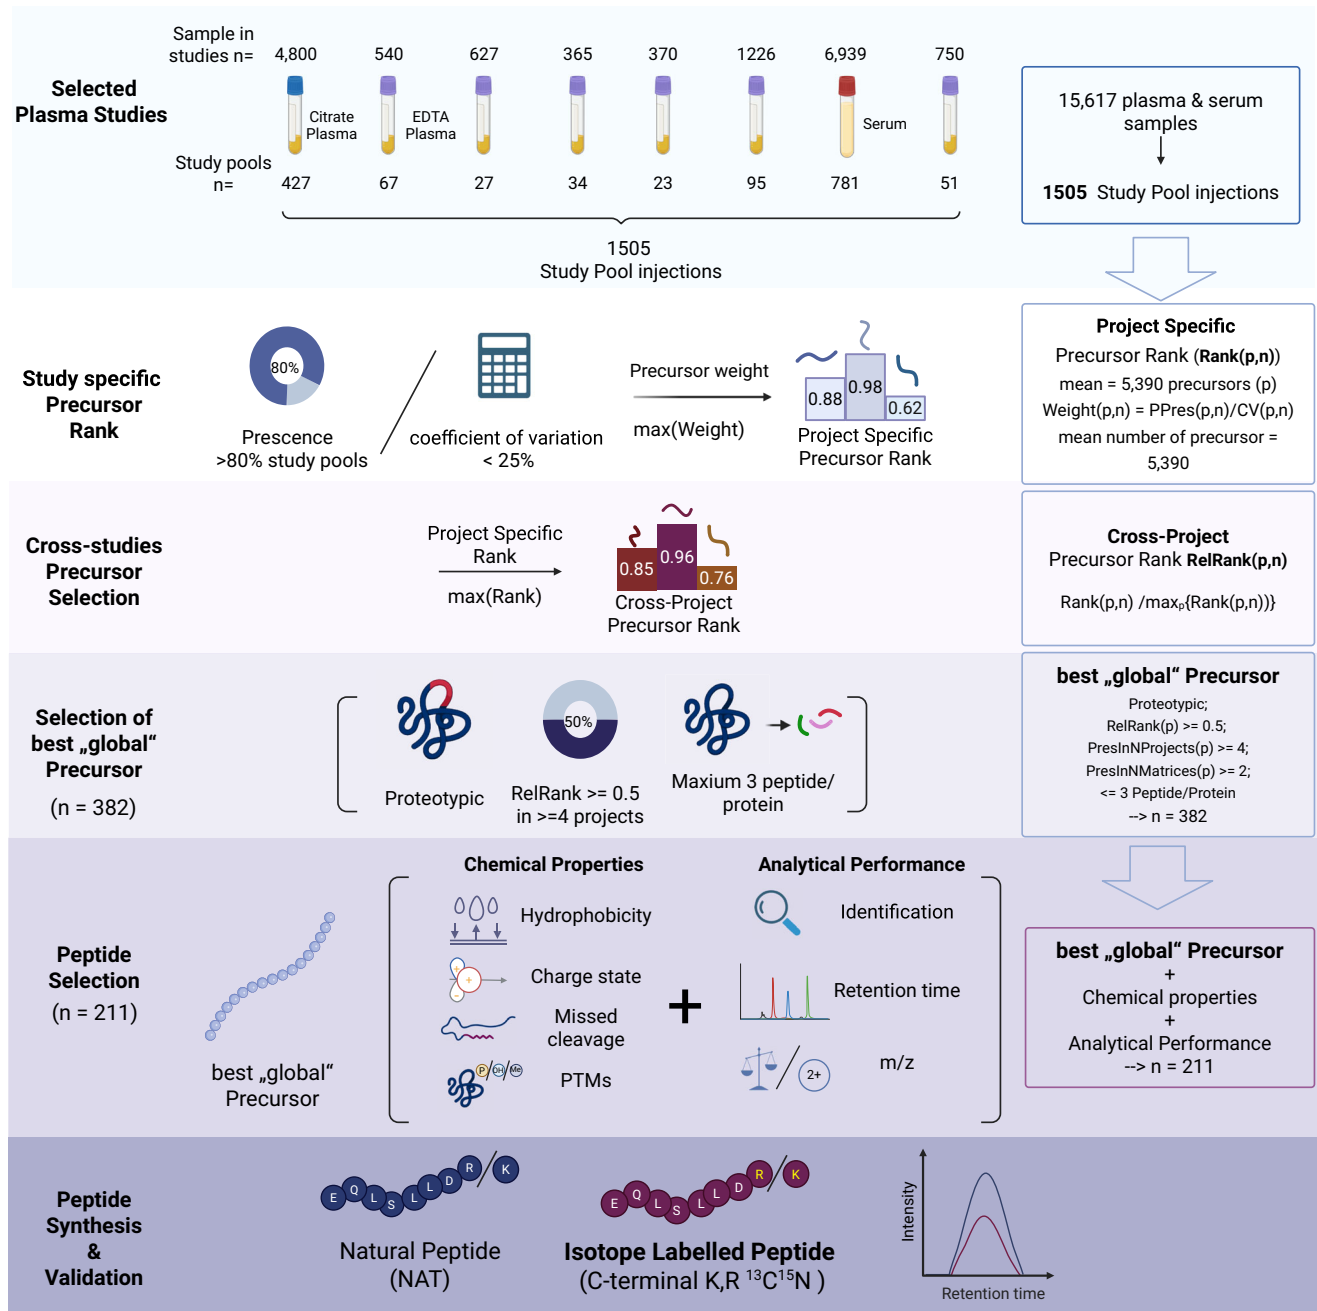 Sample in
studies n=
4,800
540
627
365
370
1226
6,939
750
Selected
Plasma Studies
Citrate
Plasma
EDTA
Plasma
Serum
Study pools
n=
427
67
27
34
23
95
781
51
1505
Study Pool injections
15,617 plasma & serum
samples
1505 Study Pool injections
Study specific
Precursor
Rank
80%
Prescence
>80% study pools
coefficient of variation
< 25%
Precursor weight
max(Weight)
0.88
0.98
0.62
Project Specific
Precursor Rank
Project Specific
Precursor Rank (Rank(p,n))
mean = 5,390 precursors (p)
Weight(p,n) = PPres(p,n)/CV(p,n)
mean number of precursor =
5,390
Cross-studies
Precursor
Selection
Project Specific
Rank
max(Rank)
0.85
0.96
0.76
Cross-Project
Precursor Rank
Cross-Project
Precursor Rank RelRank(p,n)
Rank(p,n) /maxₚ{Rank(p,n))}
Selection of
best „global“
Precursor
(n = 382)
Proteotypic
50%
RelRank >= 0.5
in >=4 projects
Maxium 3 peptide/
protein
best „global“ Precursor
Proteotypic;
RelRank(p) >= 0.5;
PresInNProjects(p) >= 4;
PresInNMatrices(p) >= 2;
<= 3 Peptide/Protein
--> n = 382
Peptide
Selection
(n = 211)
best „global“
Precursor
Chemical Properties
Hydrophobicity
+
+
−
Charge state
Missed
cleavage
P/OH/Me
PTMs
+
Analytical Performance
Identification
Retention time
2+
m/z
best „global“ Precursor
+
Chemical properties
+
Analytical Performance
--> n = 211
Peptide
Synthesis
&
Validation
E Q L S L L D R / K
Natural Peptide
(NAT)
E Q L S L L D R / K
Isotope Labelled Peptide
(C-terminal K,R ¹³C¹⁵N )
Intensity
Retention time